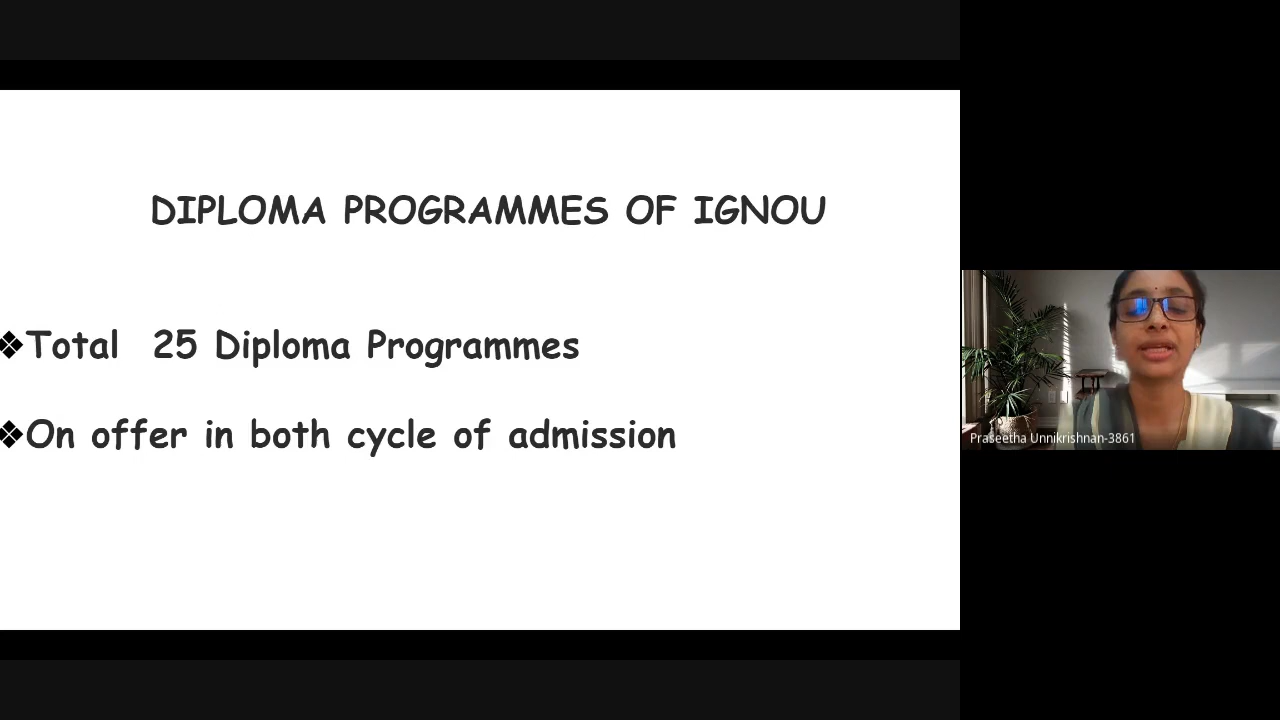 DIPLOMA PROGRAMMES OF IGNOU
❖Total 25 Diploma Programmes
❖On offer in both cycle of admission
Praseetha Unnikrishnan-3861